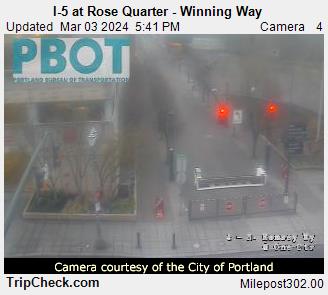 I-5 at Rose Quarter - Winning Way
Updated Mar 03 2024 5:41 PM Camera 4
PBOT
PORTLAND BUREAU OF TRANSPORTATION
Camera courtesy of the City of Portland
TripCheck.com Milepost302.00